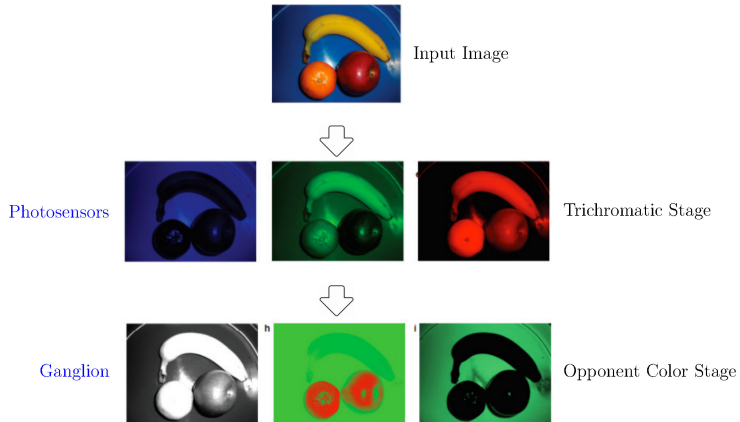 Input Image
Photosensors
Trichromatic Stage
h
i
Ganglion
Opponent Color Stage